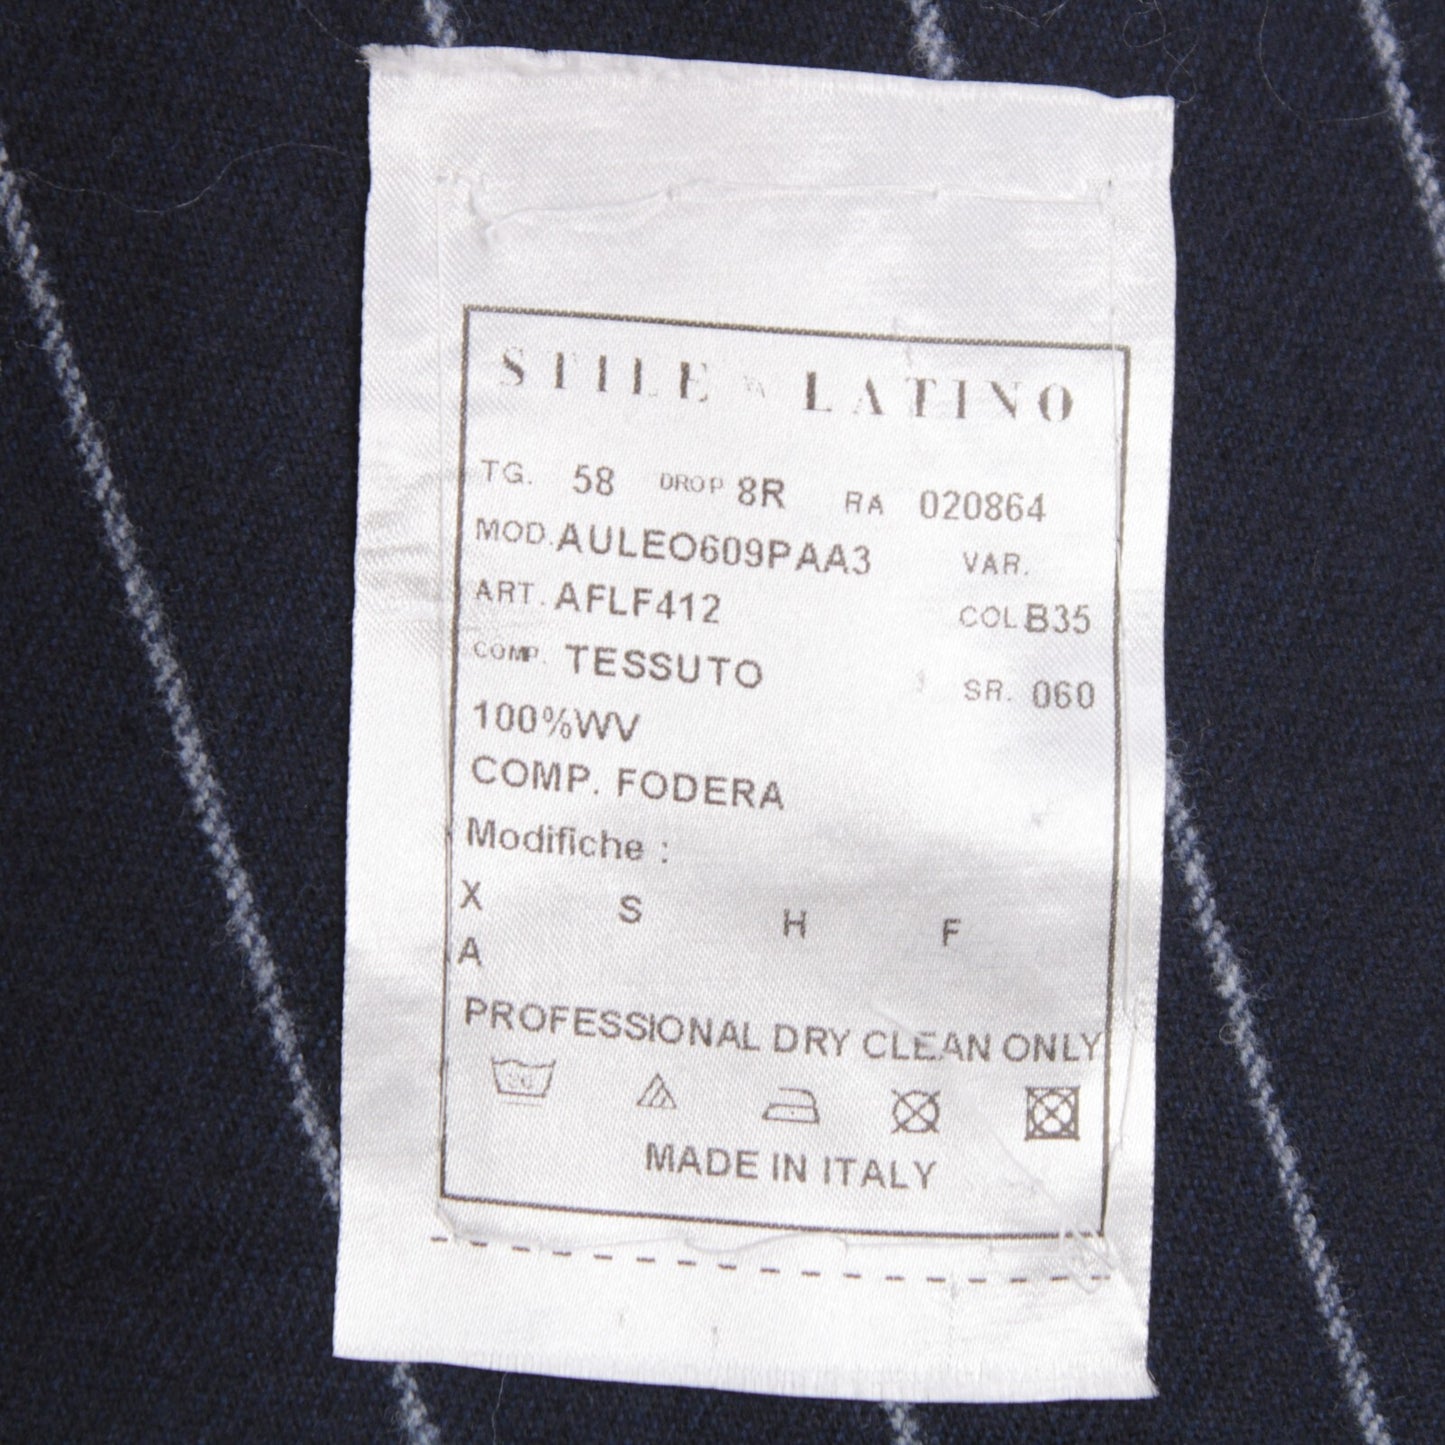 STILE LATINO
TG. 58 DROP 8R RA 020864
MOD. AULEO609PAA3 VAR.
ART. AFLF412 COL B35
COMP. TESSUTO SR. 060
100%WV
COMP. FODERA
Modifiche :
X S H F
A
PROFESSIONAL DRY CLEAN ONLY
MADE IN ITALY